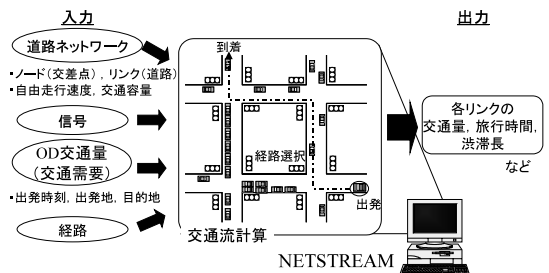 入力
道路ネットワーク
・ノード(交差点), リンク(道路)
・自由走行速度, 交通容量
信号
OD交通量
(交通需要)
・出発時刻, 出発地, 目的地
経路
到着
経路選択
出発
交通流計算
出力
各リンクの
交通量, 旅行時間,
渋滞長
など
NETSTREAM